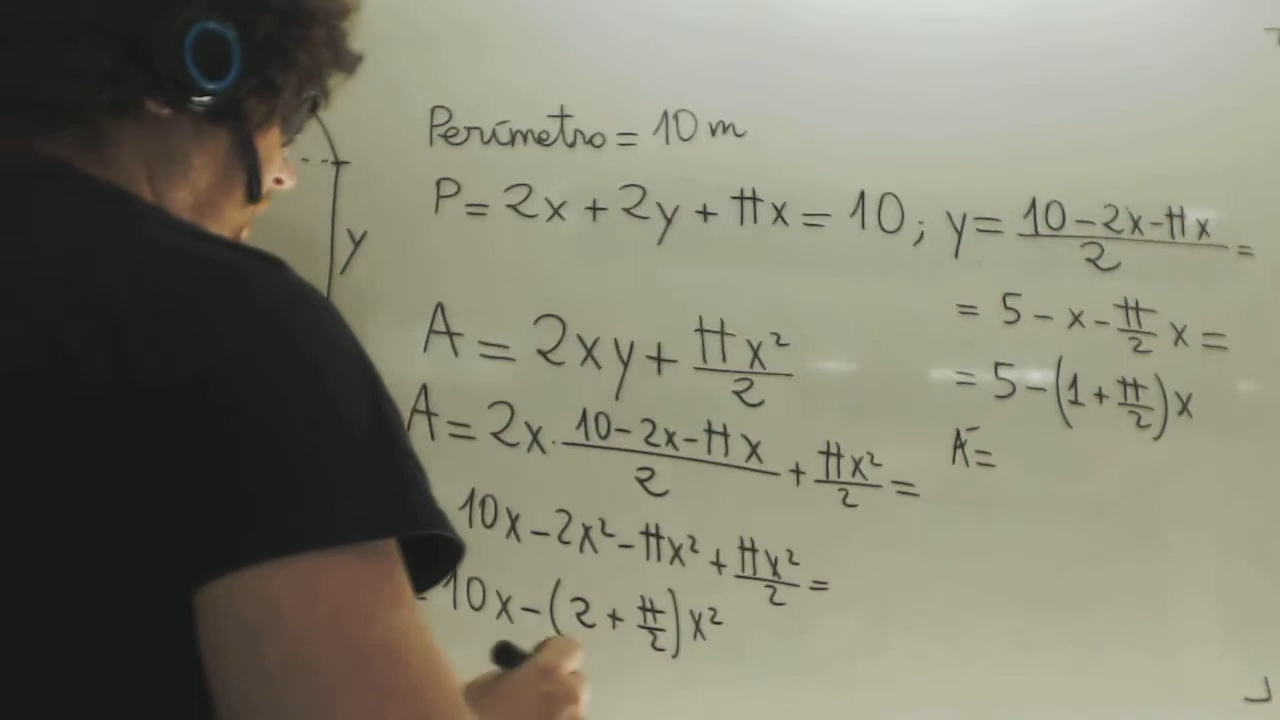 Perímetro = 10 m
P = 2x + 2y + πx = 10 ; y = (10 - 2x - πx)/2 =
= 5 - x - π/2 x =
= 5 - (1 + π/2)x
y
A = 2xy + πx²/2
A = 2x · (10 - 2x - πx)/2 + πx²/2 =
10x - 2x² - πx² + πx²/2 =
= 10x - (2 + π/2)x²
A' =